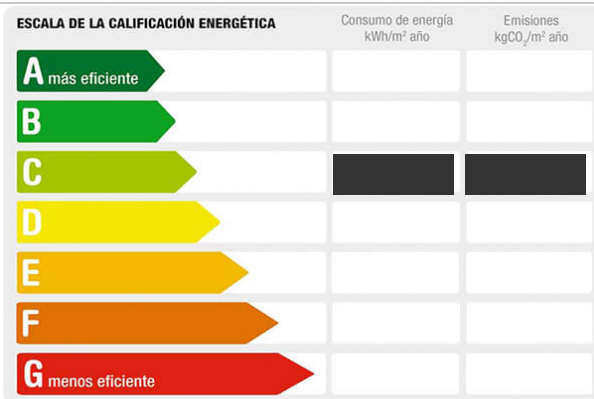 ESCALA DE LA CALIFICACIÓN ENERGÉTICA
Consumo de energía
kWh/m² año
Emisiones
kgCO₂/m² año
A más eficiente
B
C
D
E
F
G menos eficiente